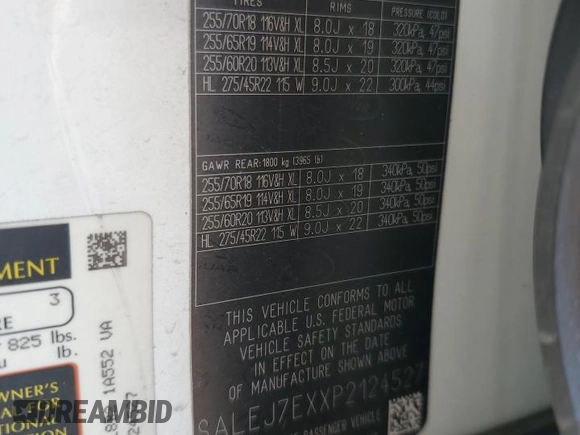 TIRES RIMS PRESSURE (COLD)
255/70R18 116V&H XL 8.0J x 18 320kPa, 47psi
255/65R19 114V&H XL 8.0J x 19 320kPa, 47psi
255/60R20 113V&H XL 8.5J x 20 320kPa, 47psi
HL 275/45R22 115 W 9.0J x 22 300kPa, 44psi
GAWR REAR:1800 kg (3965 lb)
255/70R18 116V&H XL 8.0J x 18 340kPa, 50psi
255/65R19 114V&H XL 8.0J x 19 340kPa, 50psi
255/60R20 113V&H XL 8.5J x 20 340kPa, 50psi
HL 275/45R22 115 W 9.0J x 22 340kPa, 50psi
THIS VEHICLE CONFORMS TO ALL
APPLICABLE U.S. FEDERAL MOTOR
VEHICLE SAFETY STANDARDS
IN EFFECT ON THE DATE OF
MANUFACTURE SHOWN ABOVE.
SALEJ7EXXP2124527
PASSENGER VEHICLE
3
825 lbs.
lb.
1A552 VA
DREAMBID